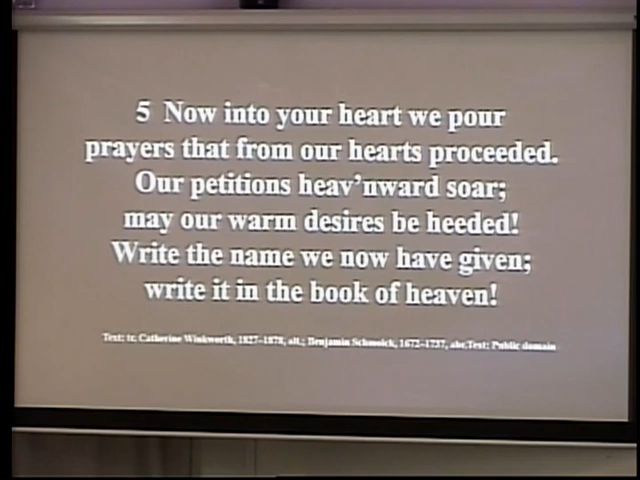 5 Now into your heart we pour
prayers that from our hearts proceeded.
Our petitions heav'nward soar;
may our warm desires be heeded!
Write the name we now have given;
write it in the book of heaven!
Text: tr. Catherine Winkworth, 1827–1878, alt.; Benjamin Schmolck, 1672–1737, abr. Text: Public domain